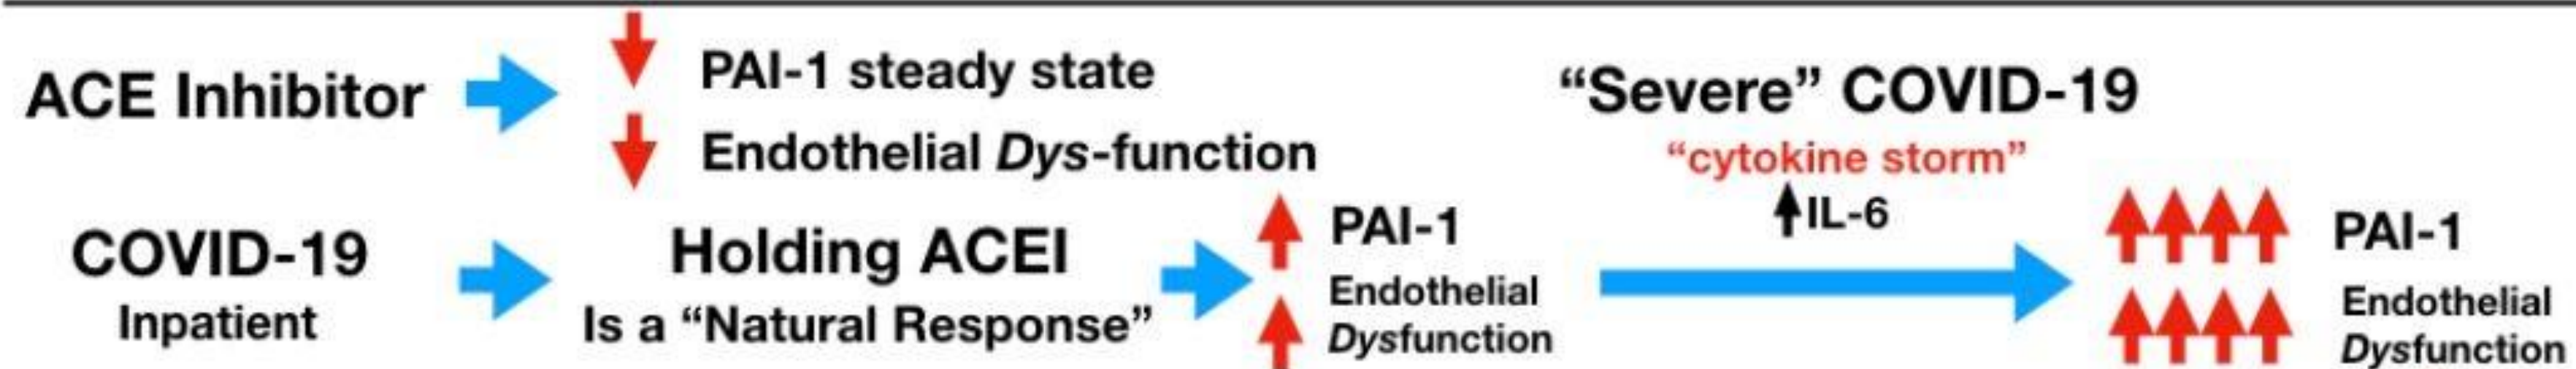 ACE Inhibitor
PAI-1 steady state
Endothelial Dys-function
"Severe" COVID-19
"cytokine storm"
IL-6
COVID-19
Inpatient
Holding ACEI
Is a "Natural Response"
PAI-1
Endothelial
Dysfunction
PAI-1
Endothelial
Dysfunction